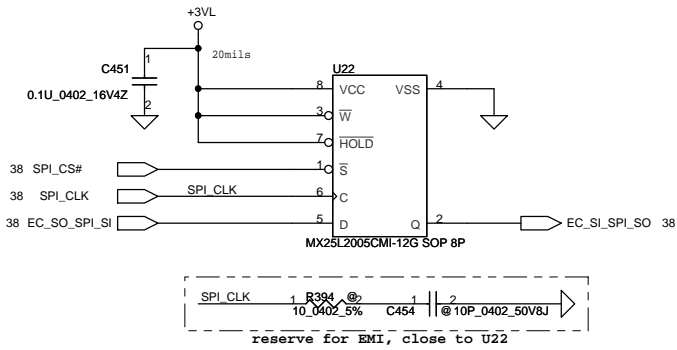 +3VL
20mils
C451
1
2
0.1U_0402_16V4Z
U22
8 VCC VSS 4
3 W
7 HOLD
38 SPI_CS# 1 S
38 SPI_CLK SPI_CLK 6 C
38 EC_SO_SPI_SI 5 D Q 2 EC_SI_SPI_SO 38
MX25L2005CMI-12G SOP 8P
SPI_CLK 1 R394 @ 2 1 2
10_0402_5% C454 @ 10P_0402_50V8J
reserve for EMI, close to U22